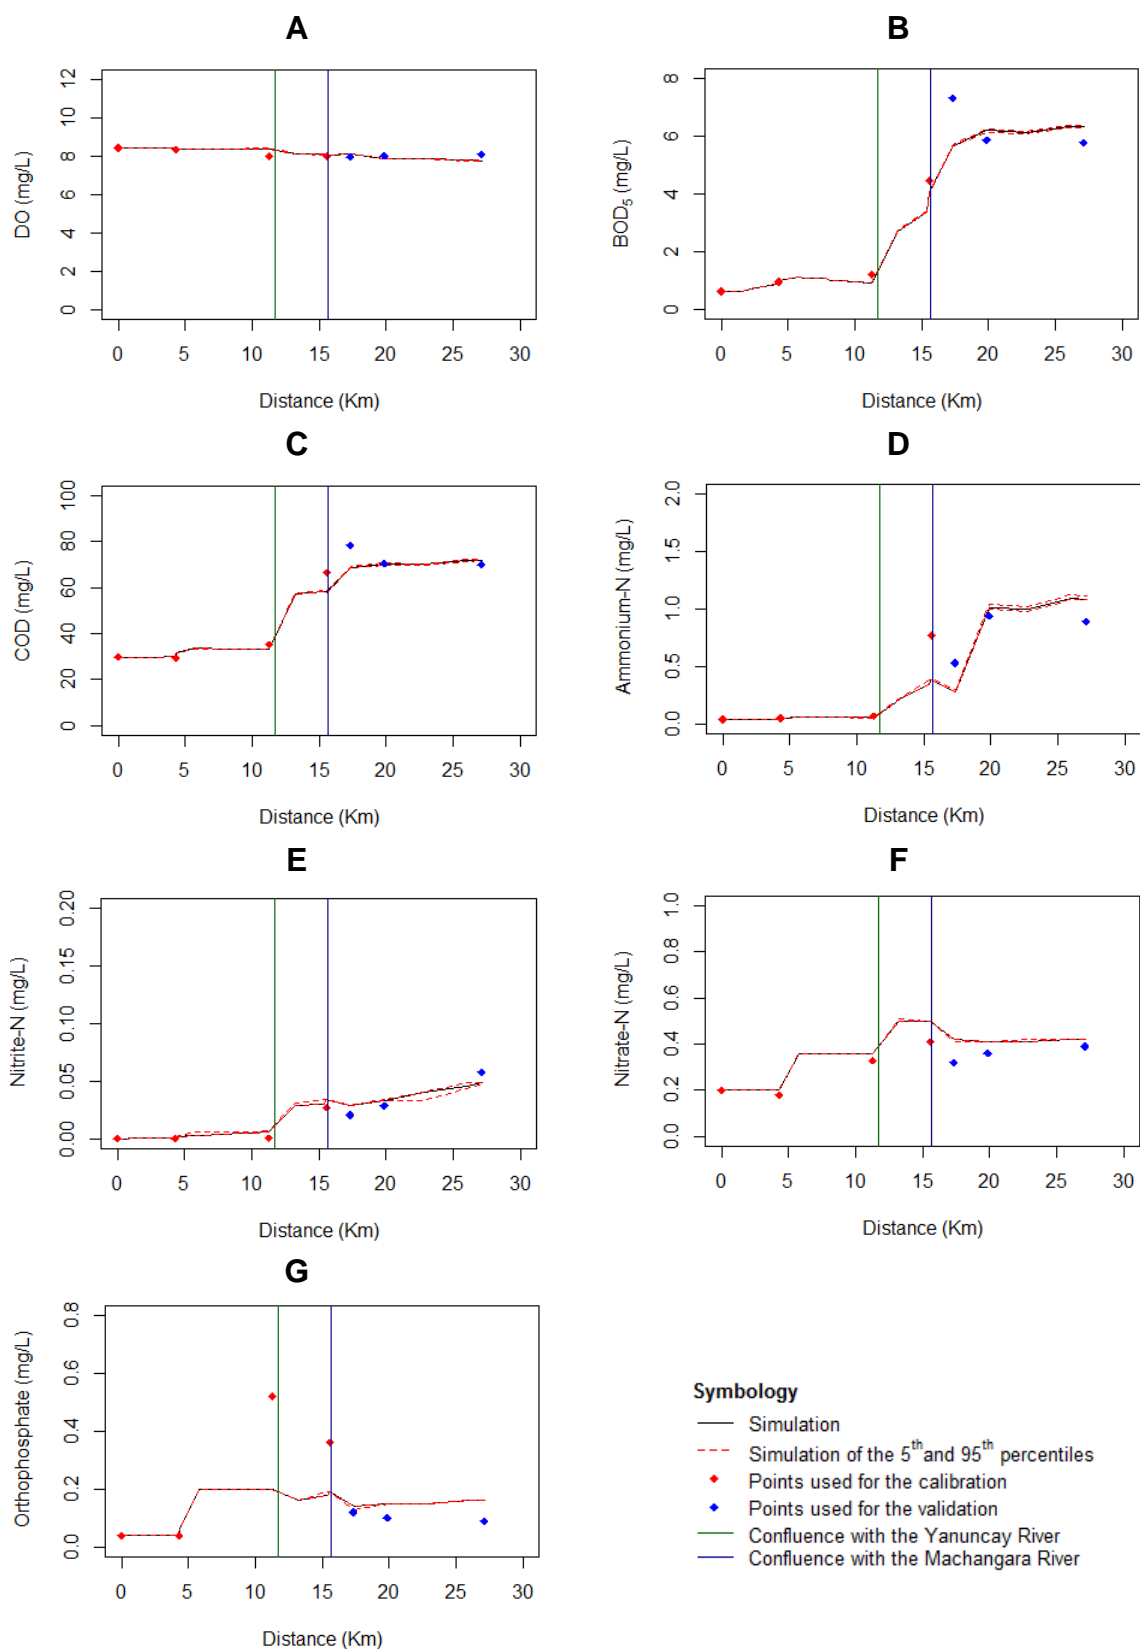 A
DO (mg/L)
12
10
8
6
4
2
0
0 5 10 15 20 25 30
Distance (Km)
B
BOD5 (mg/L)
8
6
4
2
0
0 5 10 15 20 25 30
Distance (Km)
C
COD (mg/L)
100
80
60
40
20
0
0 5 10 15 20 25 30
Distance (Km)
D
Ammonium-N (mg/L)
2.0
1.5
1.0
0.5
0.0
0 5 10 15 20 25 30
Distance (Km)
E
Nitrite-N (mg/L)
0.20
0.15
0.10
0.05
0.00
0 5 10 15 20 25 30
Distance (Km)
F
Nitrate-N (mg/L)
1.0
0.8
0.6
0.4
0.2
0.0
0 5 10 15 20 25 30
Distance (Km)
G
Orthophosphate (mg/L)
0.8
0.6
0.4
0.2
0.0
0 5 10 15 20 25 30
Distance (Km)
Symbology
Simulation
Simulation of the 5th and 95th percentiles
Points used for the calibration
Points used for the validation
Confluence with the Yanuncay River
Confluence with the Machangara River